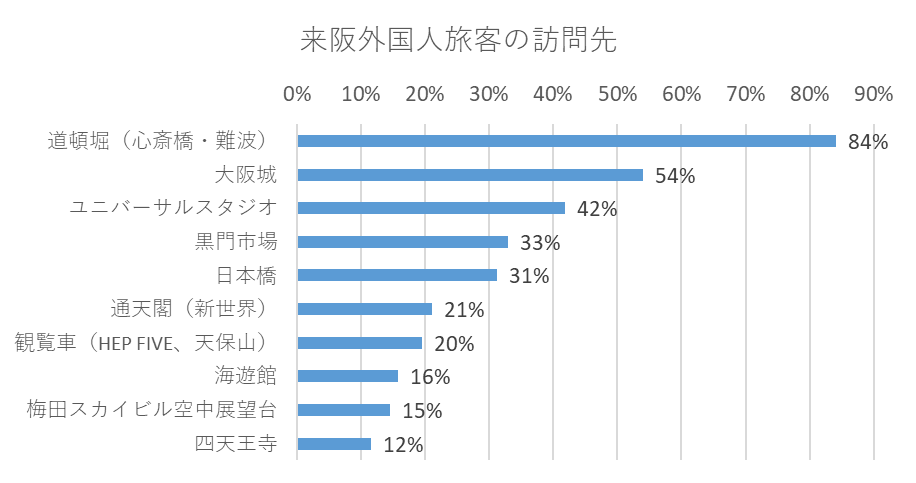 来阪外国人旅客の訪問先
0% 10% 20% 30% 40% 50% 60% 70% 80% 90%
道頓堀（心斎橋・難波） 84%
大阪城 54%
ユニバーサルスタジオ 42%
黒門市場 33%
日本橋 31%
通天閣（新世界） 21%
観覧車（HEP FIVE、天保山） 20%
海遊館 16%
梅田スカイビル空中展望台 15%
四天王寺 12%